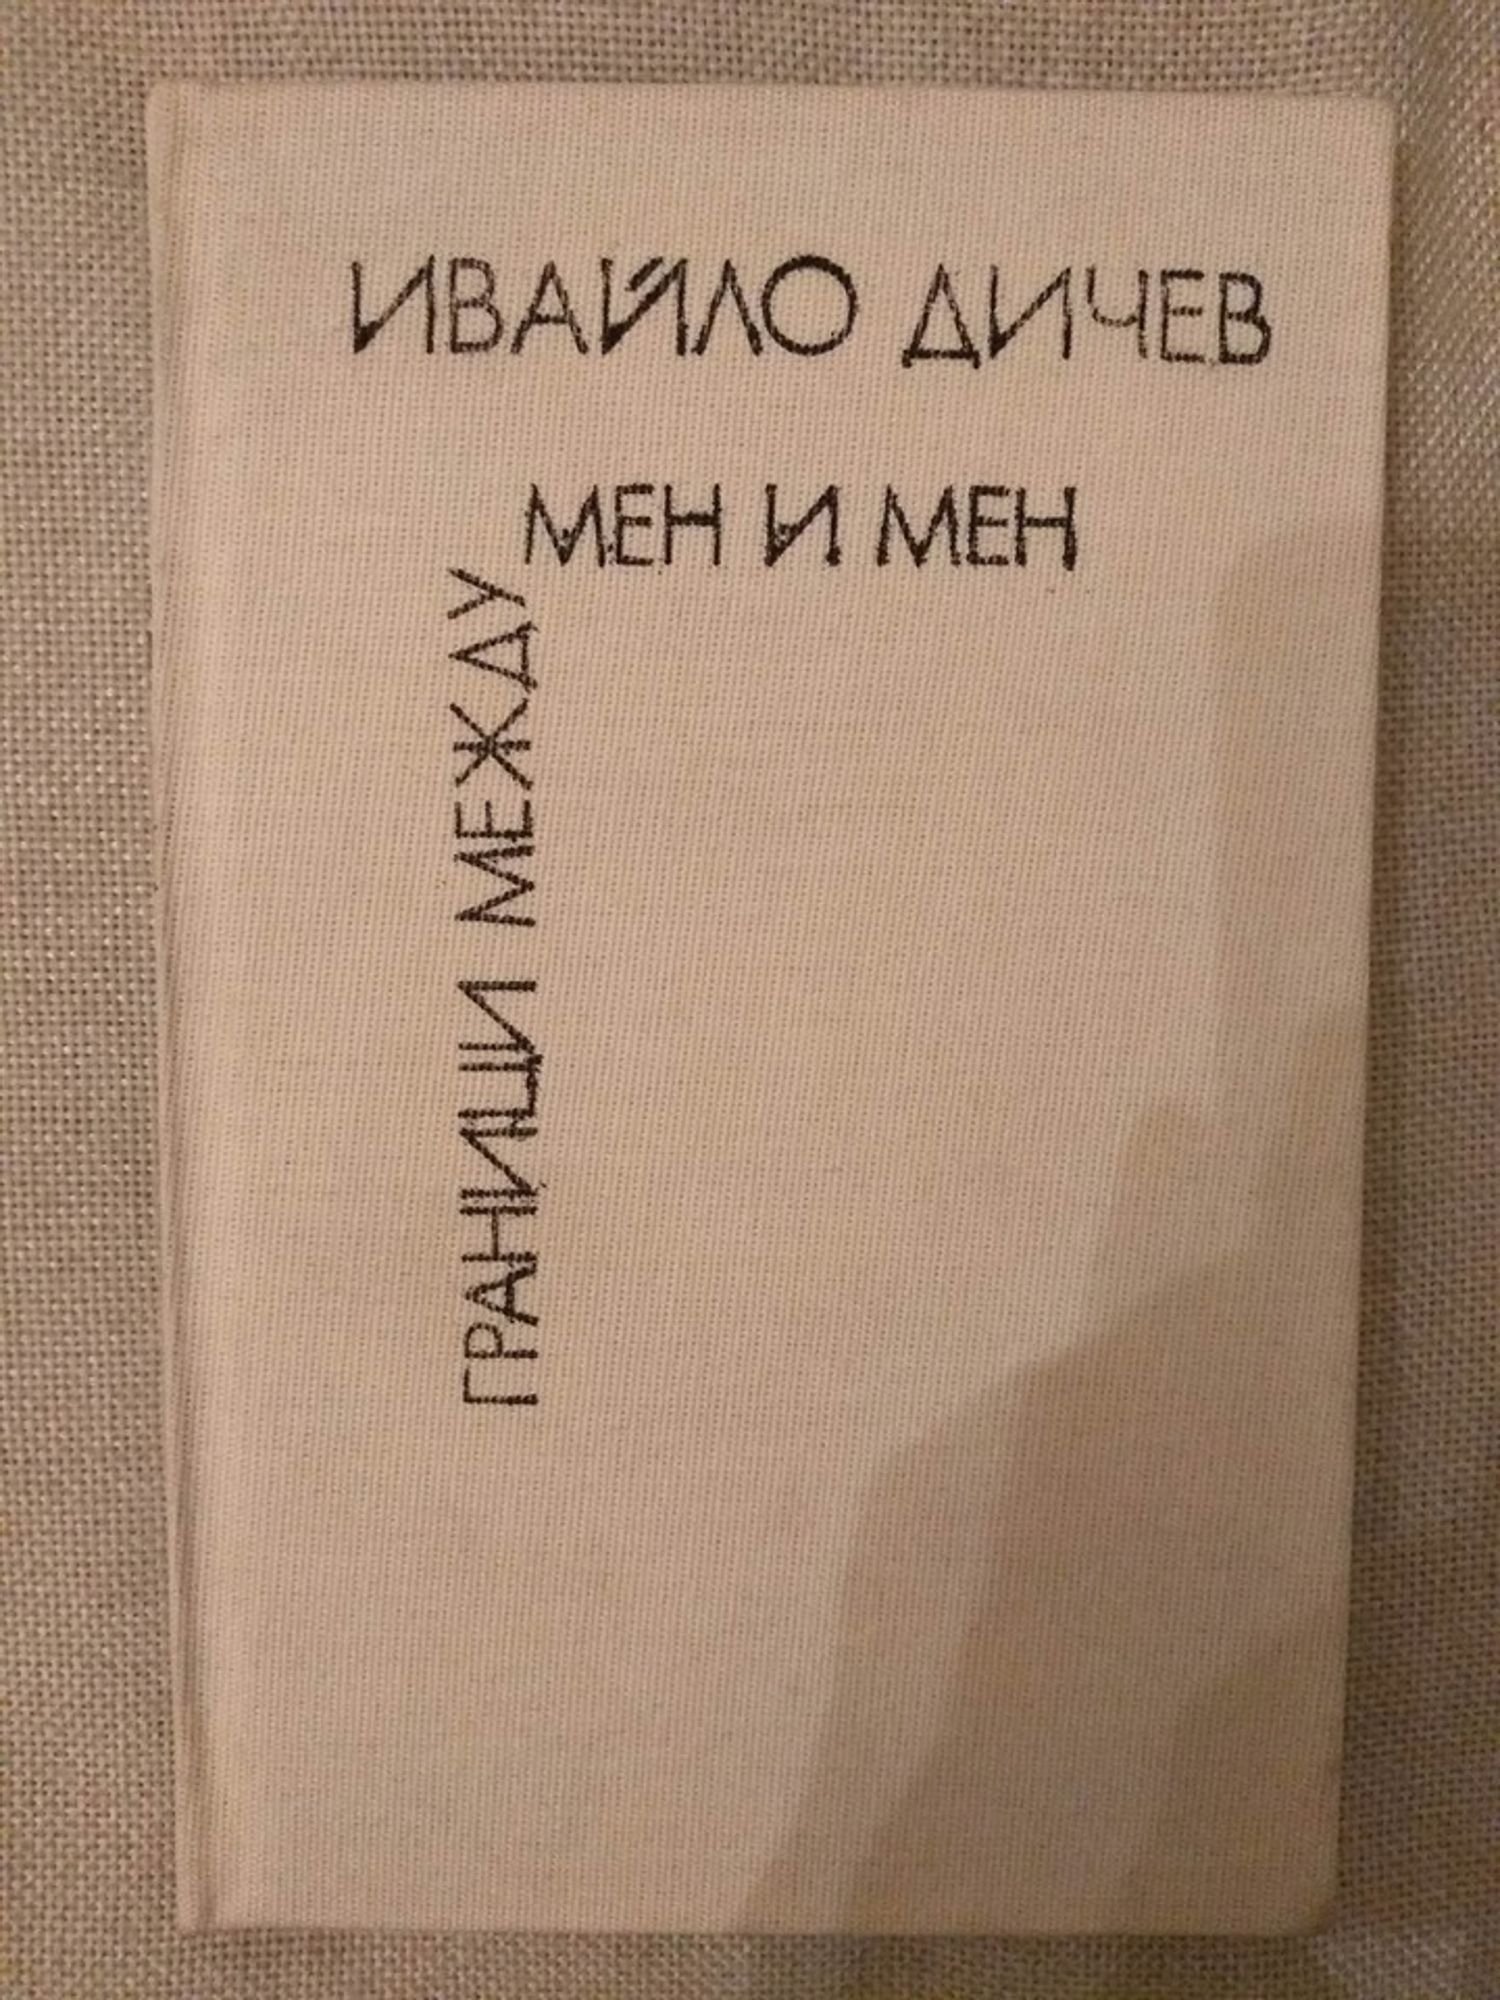 ИВАЙЛО ДИЧЕВ
ГРАНИЦИ МЕЖДУ
МЕН И МЕН